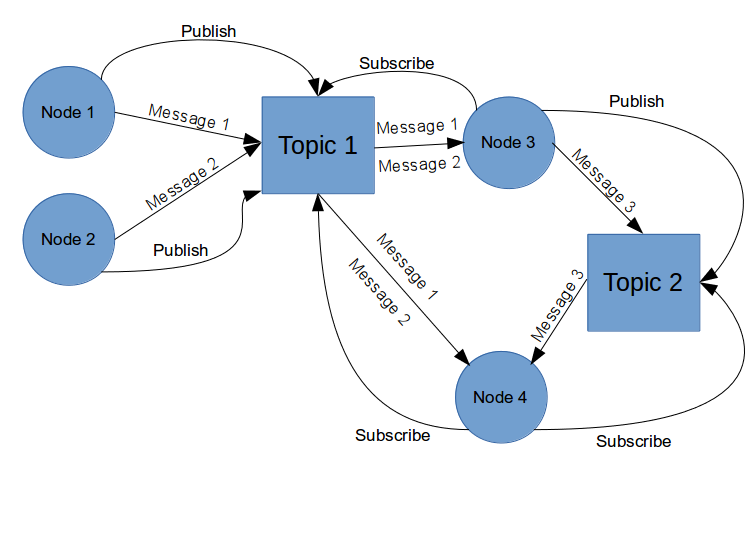 Publish
Subscribe
Publish
Node 1
Message 1
Topic 1
Message 1
Message 2
Node 3
Message 2
Message 3
Node 2
Publish
Message 1
Message 2
Topic 2
Message 3
Node 4
Subscribe
Subscribe